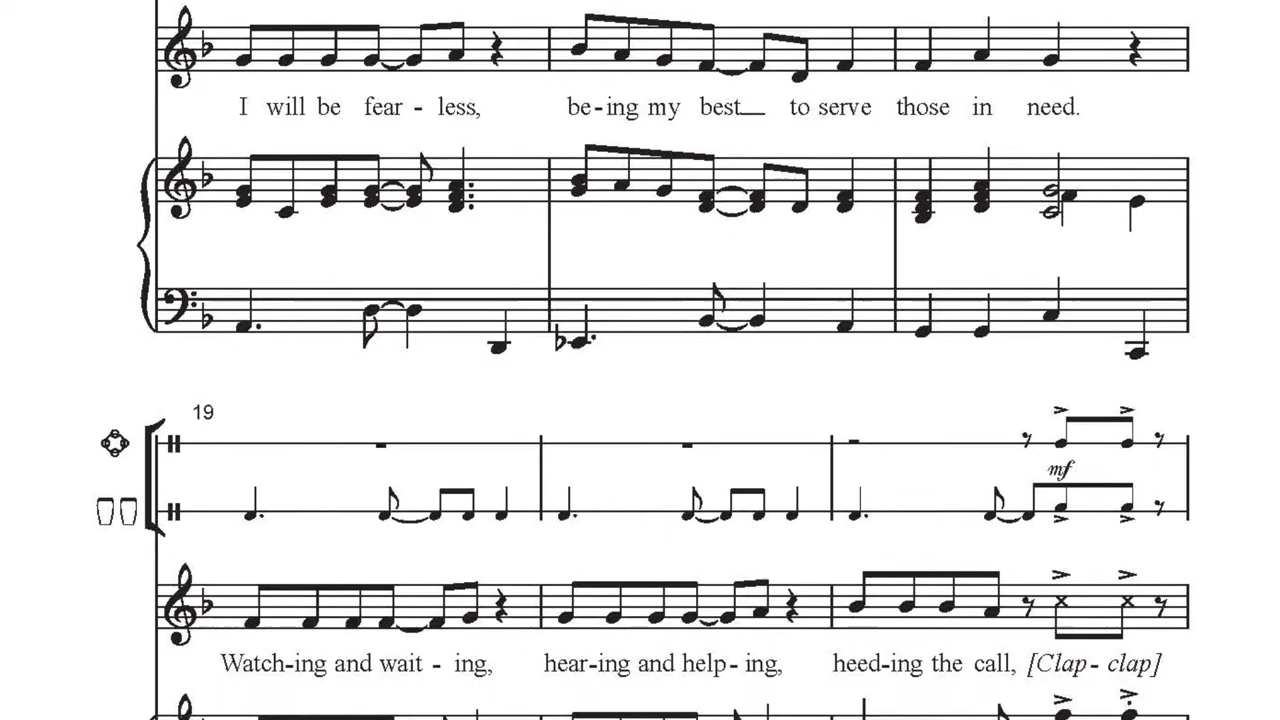 I will be fear - less, be-ing my best__ to serve those in need.
19
mf
Watch-ing and wait - ing, hear-ing and help-ing, heed-ing the call, [Clap- clap]